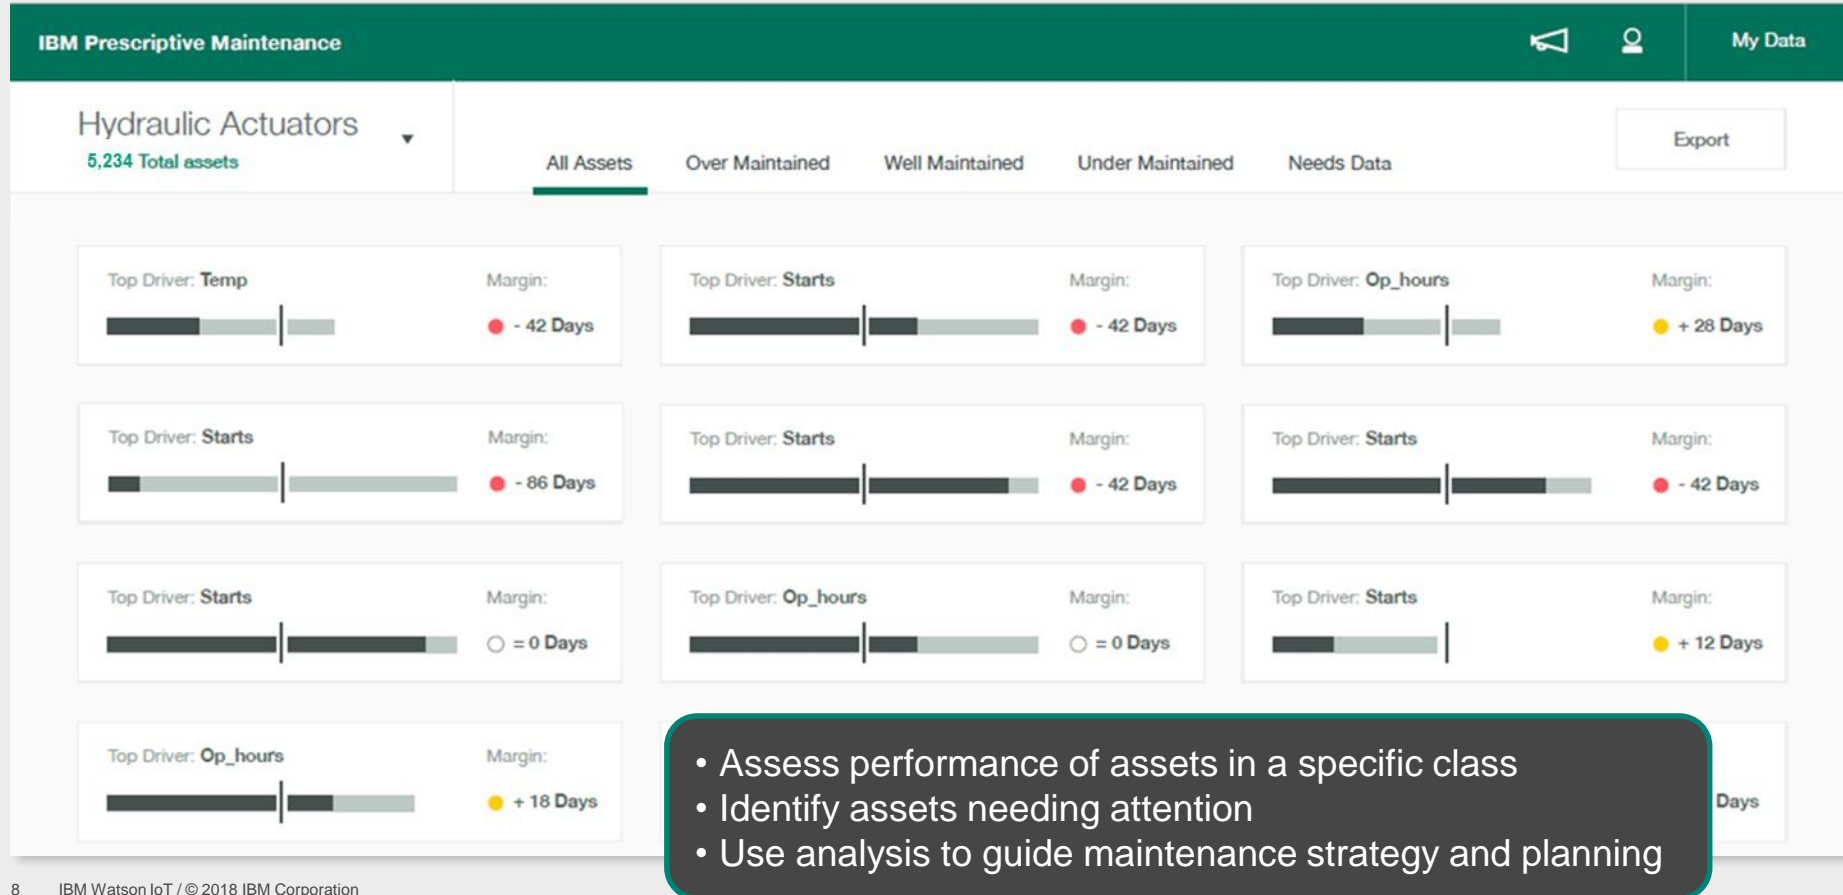 IBM Prescriptive Maintenance
My Data
Hydraulic Actuators
5,234 Total assets
All Assets
Over Maintained
Well Maintained
Under Maintained
Needs Data
Export
Top Driver: Temp
Margin:
- 42 Days
Top Driver: Starts
Margin:
- 42 Days
Top Driver: Op_hours
Margin:
+ 28 Days
Top Driver: Starts
Margin:
- 86 Days
Top Driver: Starts
Margin:
- 42 Days
Top Driver: Starts
Margin:
- 42 Days
Top Driver: Starts
Margin:
= 0 Days
Top Driver: Op_hours
Margin:
= 0 Days
Top Driver: Starts
Margin:
+ 12 Days
Top Driver: Op_hours
Margin:
+ 18 Days
Days
• Assess performance of assets in a specific class
• Identify assets needing attention
• Use analysis to guide maintenance strategy and planning
8 IBM Watson IoT / © 2018 IBM Corporation